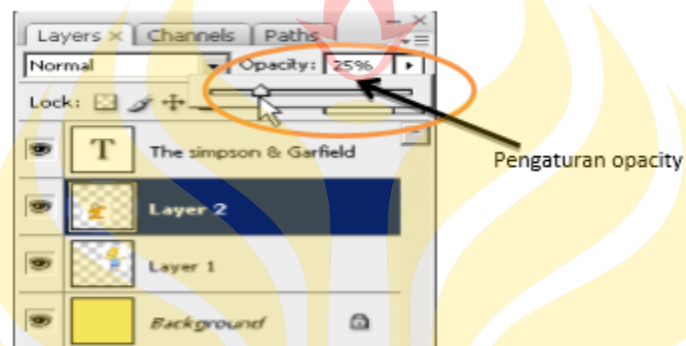 Layers × Channels Paths
Normal Opacity: 25%
Lock:
T The simpson & Garfield
Pengaturan opacity
Layer 2
Layer 1
Background